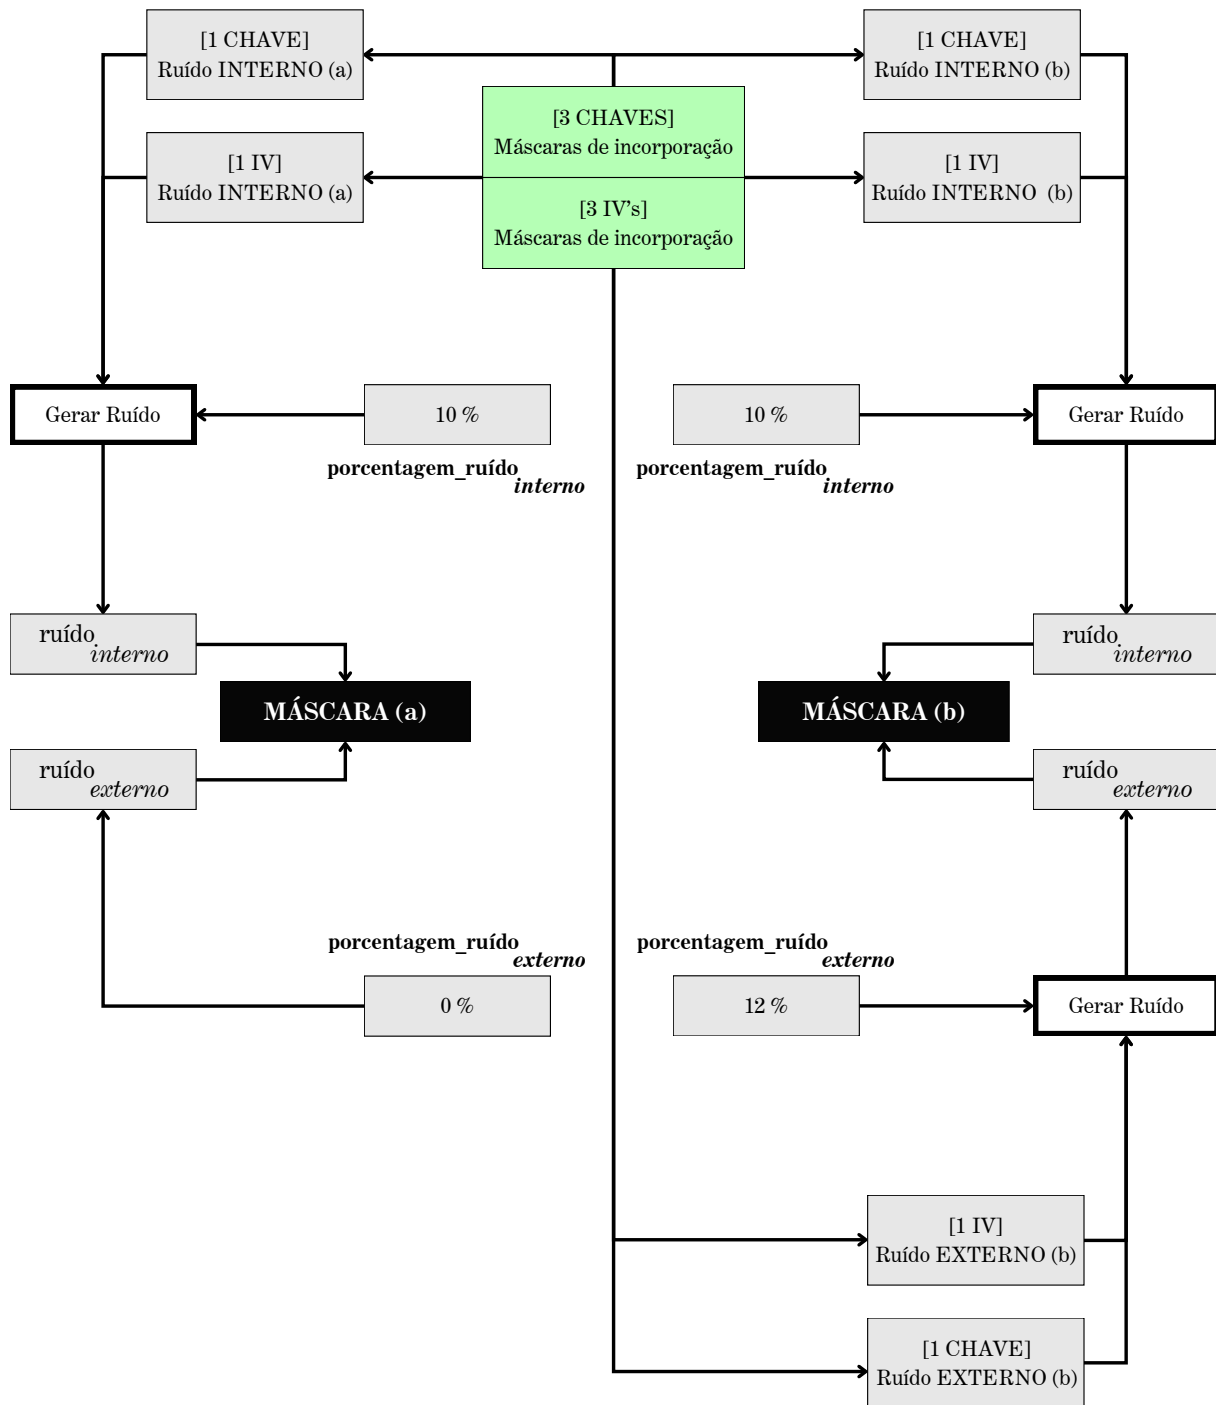 [1 CHAVE]
Ruído INTERNO (a)
[1 CHAVE]
Ruído INTERNO (b)
[3 CHAVES]
Máscaras de incorporação
[1 IV]
Ruído INTERNO (a)
[1 IV]
Ruído INTERNO (b)
[3 IV's]
Máscaras de incorporação
Gerar Ruído
10 %
10 %
Gerar Ruído
porcentagem_ruído interno
porcentagem_ruído interno
ruído interno
ruído interno
MÁSCARA (a)
MÁSCARA (b)
ruído externo
ruído externo
porcentagem_ruído externo
porcentagem_ruído externo
0 %
12 %
Gerar Ruído
[1 IV]
Ruído EXTERNO (b)
[1 CHAVE]
Ruído EXTERNO (b)